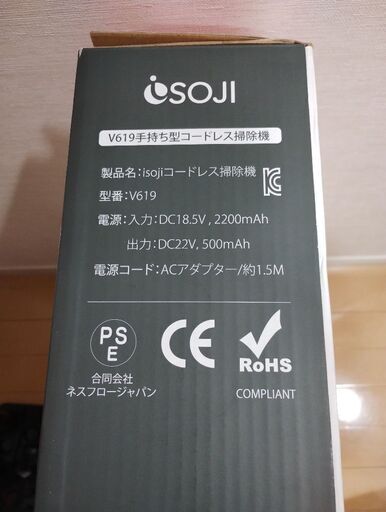 iSOJI
V619手持ち型コードレス掃除機
製品名：isojiコードレス掃除機
型番：V619
電源：入力：DC18.5V , 2200mAh
出力：DC22V, 500mAh
電源コード：ACアダプター/約1.5M
PS
E
CE
RoHS
合同会社
ネスフロージャパン
COMPLIANT